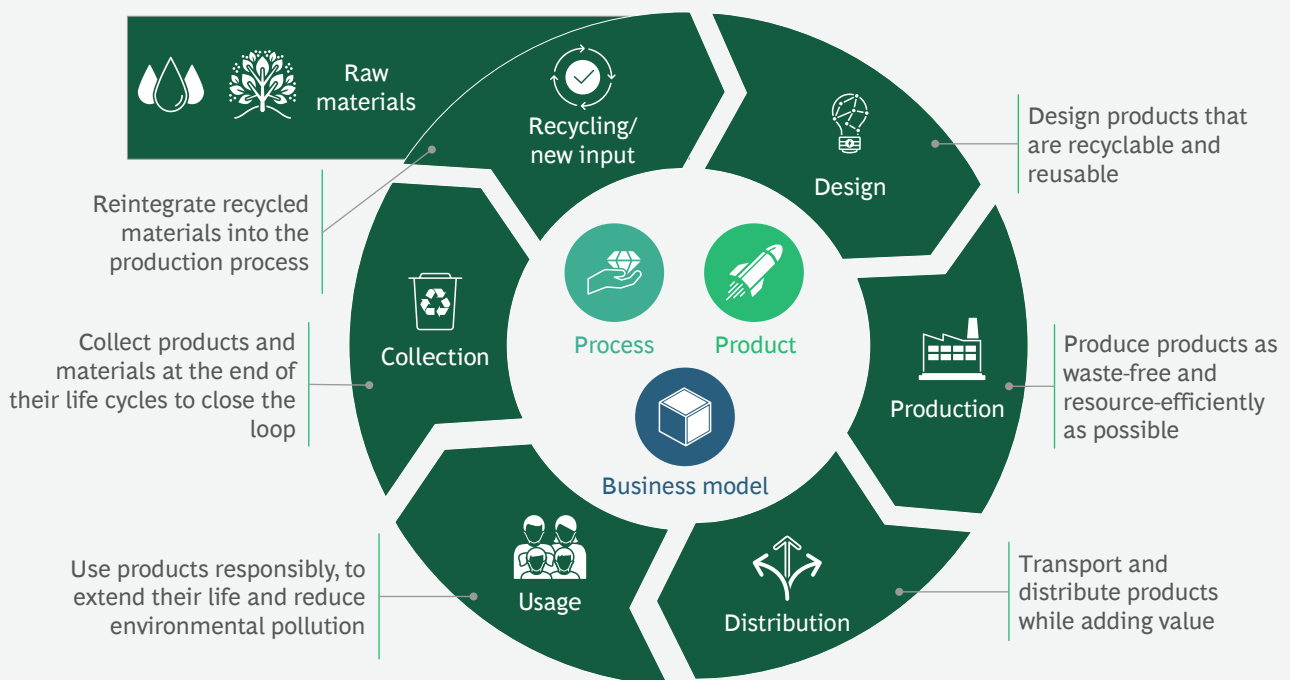 Raw
materials
Recycling/
new input
Design
Design products that
are recyclable and
reusable
Reintegrate recycled
materials into the
production process
Process
Product
Collection
Collect products and
materials at the end of
their life cycles to close the
loop
Production
Produce products as
waste-free and
resource-efficiently
as possible
Business model
Usage
Use products responsibly, to
extend their life and reduce
environmental pollution
Distribution
Transport and
distribute products
while adding value